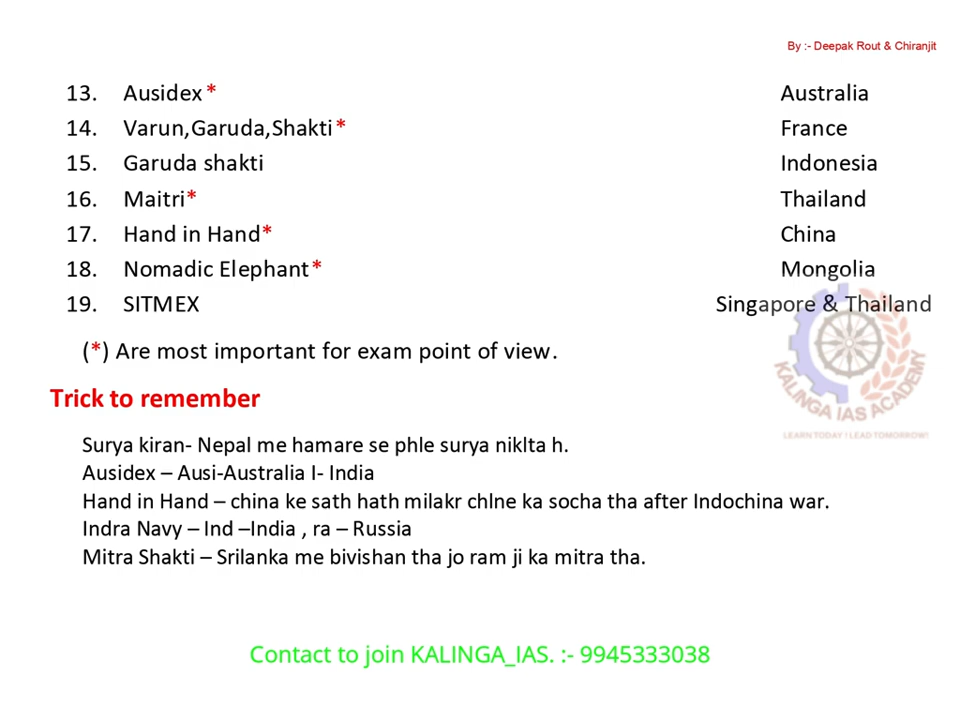 By :- Deepak Rout & Chiranjit
13. Ausidex* Australia
14. Varun,Garuda,Shakti* France
15. Garuda shakti Indonesia
16. Maitri* Thailand
17. Hand in Hand* China
18. Nomadic Elephant* Mongolia
19. SITMEX Singapore & Thailand
(*) Are most important for exam point of view.
KALINGA IAS ACADEMY
LEARN TODAY ! LEAD TOMORROW!
Trick to remember
Surya kiran- Nepal me hamare se phle surya niklta h.
Ausidex – Ausi-Australia I- India
Hand in Hand – china ke sath hath milakr chlne ka socha tha after Indochina war.
Indra Navy – Ind –India , ra – Russia
Mitra Shakti – Srilanka me bivishan tha jo ram ji ka mitra tha.
Contact to join KALINGA_IAS. :- 9945333038